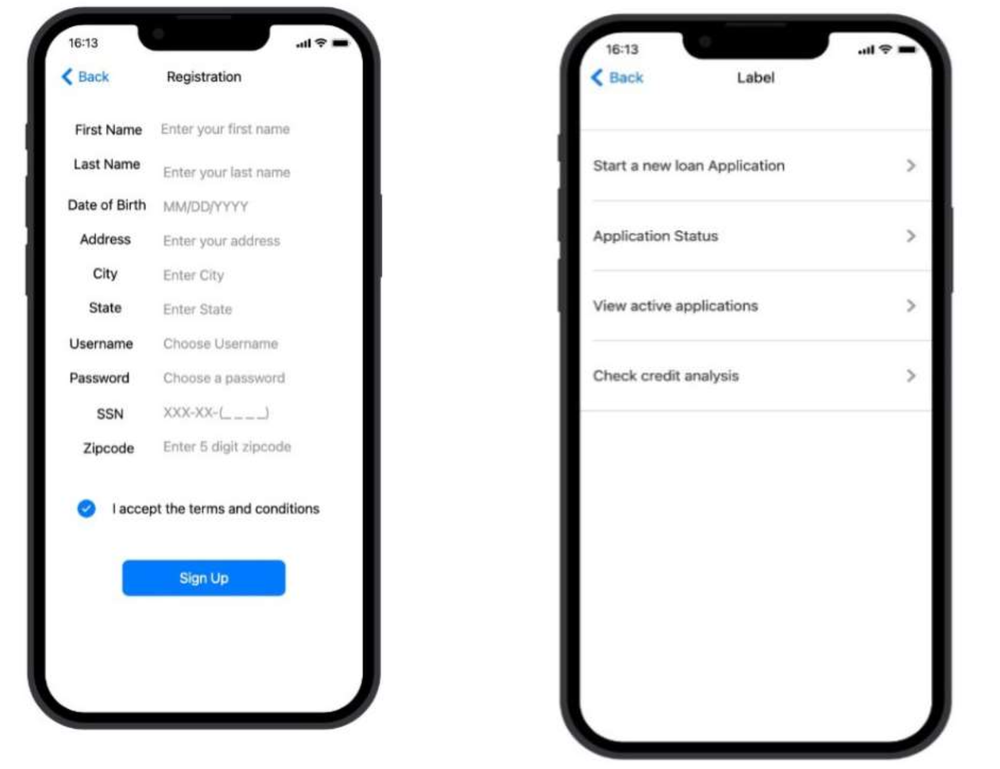 16:13
Back Registration
First Name Enter your first name
Last Name Enter your last name
Date of Birth MM/DD/YYYY
Address Enter your address
City Enter City
State Enter State
Username Choose Username
Password Choose a password
SSN XXX-XX-(_ _ _ _)
Zipcode Enter 5 digit zipcode
I accept the terms and conditions
Sign Up
16:13
Back Label
Start a new loan Application
Application Status
View active applications
Check credit analysis